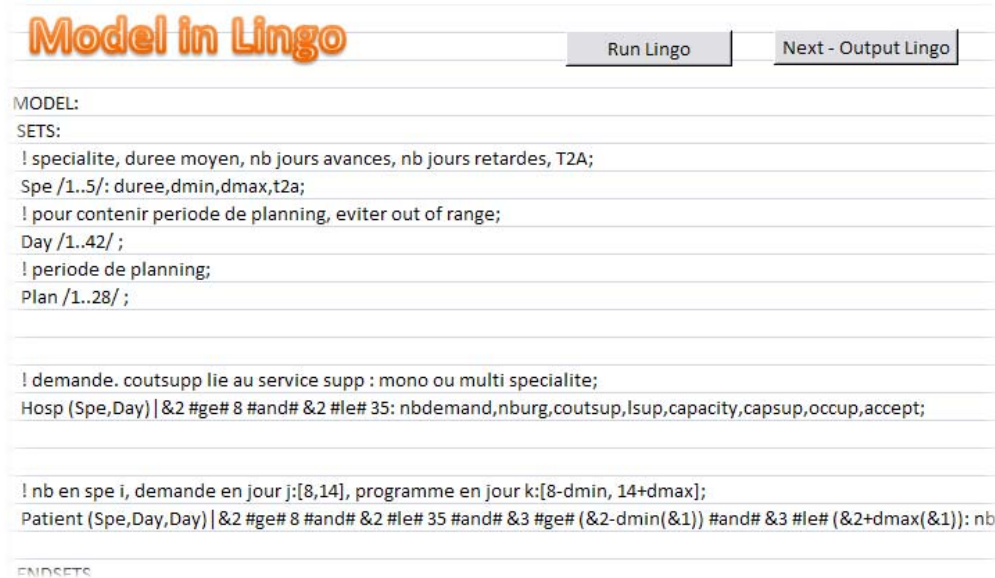 Model in Lingo
Run Lingo
Next - Output Lingo
MODEL:
SETS:
! specialite, duree moyen, nb jours avances, nb jours retardes, T2A;
Spe /1..5/: duree,dmin,dmax,t2a;
! pour contenir periode de planning, eviter out of range;
Day /1..42/ ;
! periode de planning;
Plan /1..28/ ;
! demande. coutsupp lie au service supp : mono ou multi specialite;
Hosp (Spe,Day)|&2 #ge# 8 #and# &2 #le# 35: nbdemand,nburg,coutsup,lsup,capacity,capsup,occup,accept;
! nb en spe i, demande en jour j:[8,14], programme en jour k:[8-dmin, 14+dmax];
Patient (Spe,Day,Day)|&2 #ge# 8 #and# &2 #le# 35 #and# &3 #ge# (&2-dmin(&1)) #and# &3 #le# (&2+dmax(&1)): nb
ENDSETS